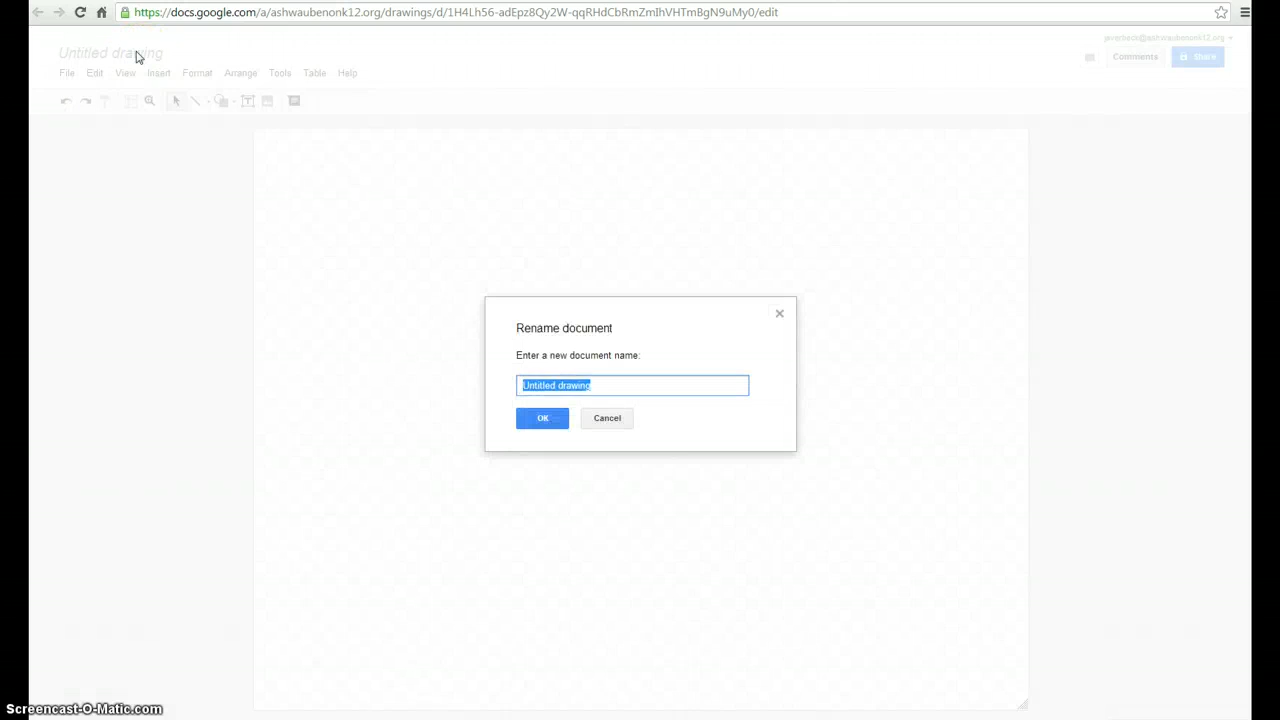 https://docs.google.com/a/ashwaubenonk12.org/drawings/d/1H4Lh56-adEpz8Qy2W-qqRHdCbRmZmIhVHTmBgN9uMy0/edit
Untitled drawing
File Edit View Insert Format Arrange Tools Table Help
Comments Share
Rename document
Enter a new document name:
Untitled drawing
OK Cancel
Screencast-O-Matic.com